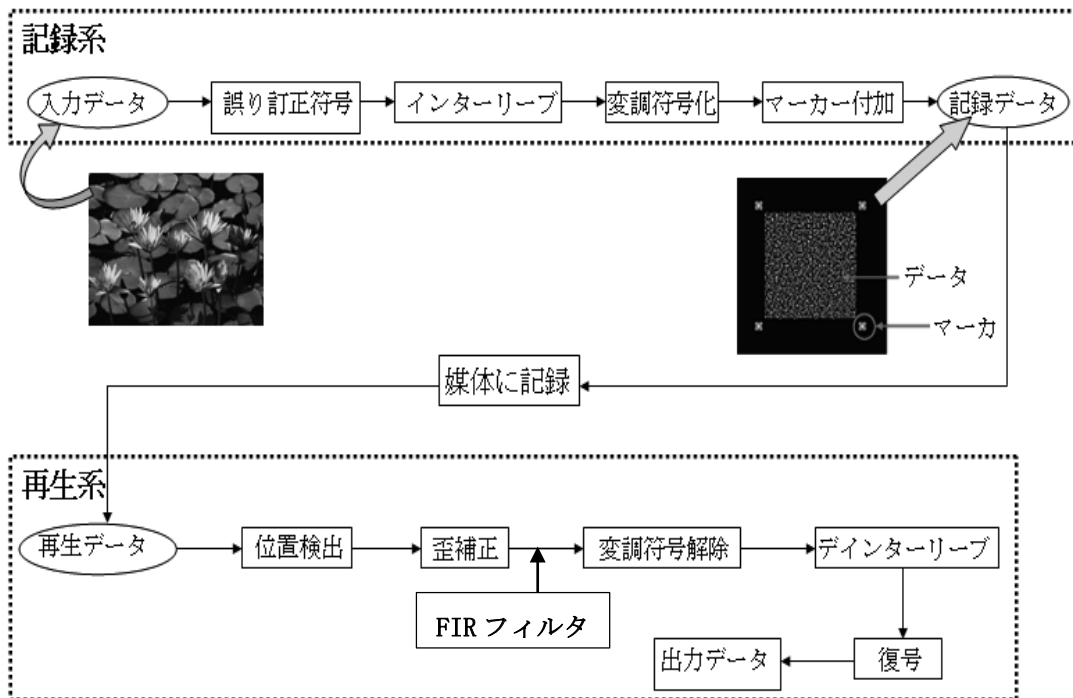 記録系
入力データ
誤り訂正符号
インターリーブ
変調符号化
マーカー付加
記録データ
データ
マーカ
媒体に記録
再生系
再生データ
位置検出
歪補正
変調符号解除
デインターリーブ
FIR フィルタ
出力データ
復号